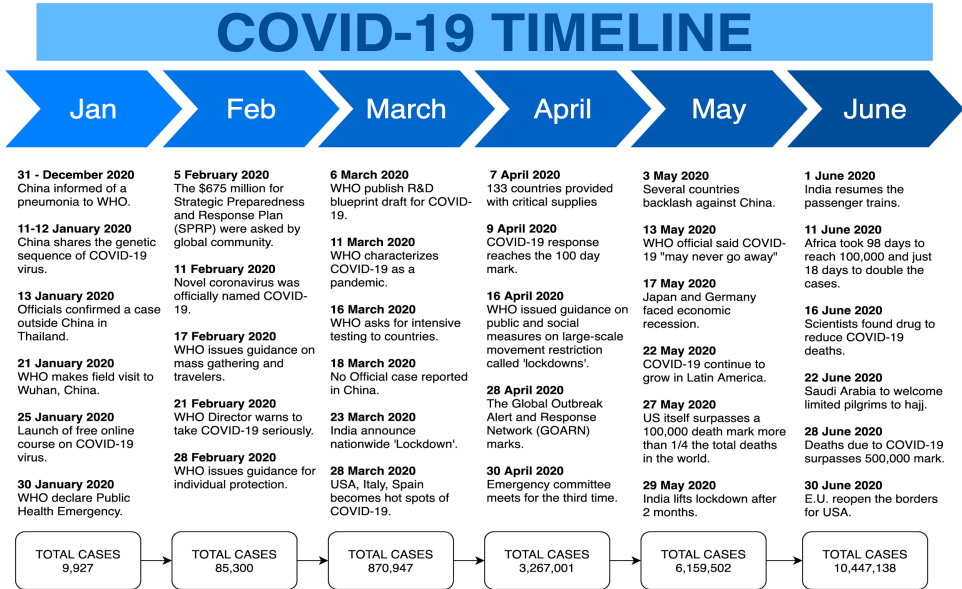 COVID-19 TIMELINE
Jan
Feb
March
April
May
June
31 - December 2020
China informed of a
pneumonia to WHO.
11-12 January 2020
China shares the genetic
sequence of COVID-19
virus.
13 January 2020
Officials confirmed a case
outside China in
Thailand.
21 January 2020
WHO makes field visit to
Wuhan, China.
25 January 2020
Launch of free online
course on COVID-19
virus.
30 January 2020
WHO declare Public
Health Emergency.
5 February 2020
The $675 million for
Strategic Preparedness
and Response Plan
(SPRP) were asked by
global community.
11 February 2020
Novel coronavirus was
officially named COVID-
19.
17 February 2020
WHO issues guidance on
mass gathering and
travelers.
21 February 2020
WHO Director warns to
take COVID-19 seriously.
28 February 2020
WHO issues guidance for
individual protection.
6 March 2020
WHO publish R&D
blueprint draft for COVID-
19.
11 March 2020
WHO characterizes
COVID-19 as a
pandemic.
16 March 2020
WHO asks for intensive
testing to countries.
18 March 2020
No Official case reported
in China.
23 March 2020
India announce
nationwide 'Lockdown'.
28 March 2020
USA, Italy, Spain
becomes hot spots of
COVID-19.
7 April 2020
133 countries provided
with critical supplies
9 April 2020
COVID-19 response
reaches the 100 day
mark.
16 April 2020
WHO issued guidance on
public and social
measures on large-scale
movement restriction
called 'lockdowns'.
28 April 2020
The Global Outbreak
Alert and Response
Network (GOARN)
marks.
30 April 2020
Emergency committee
meets for the third time.
3 May 2020
Several countries
backlash against China.
13 May 2020
WHO official said COVID-
19 "may never go away"
17 May 2020
Japan and Germany
faced economic
recession.
22 May 2020
COVID-19 continue to
grow in Latin America.
27 May 2020
US itself surpasses a
100,000 death mark more
than 1/4 the total deaths
in the world.
29 May 2020
India lifts lockdown after
2 months.
1 June 2020
India resumes the
passenger trains.
11 June 2020
Africa took 98 days to
reach 100,000 and just
18 days to double the
cases.
16 June 2020
Scientists found drug to
reduce COVID-19
deaths.
22 June 2020
Saudi Arabia to welcome
limited pilgrims to hajj.
28 June 2020
Deaths due to COVID-19
surpasses 500,000 mark.
30 June 2020
E.U. reopen the borders
for USA.
TOTAL CASES
9,927
TOTAL CASES
85,300
TOTAL CASES
870,947
TOTAL CASES
3,267,001
TOTAL CASES
6,159,502
TOTAL CASES
10,447,138